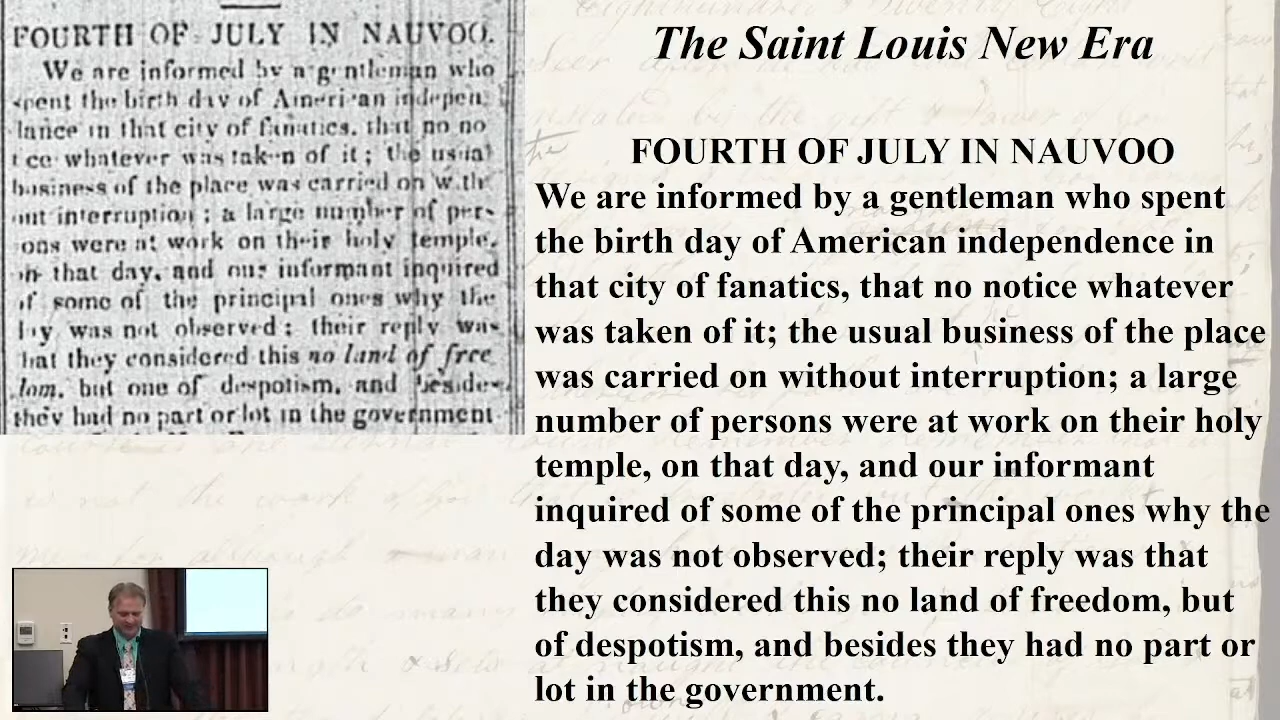 FOURTH OF JULY IN NAUVOO.
We are informed by a gentleman who
spent the birth day of American indepen
lance in that city of fanatics, that no no
t ce whatever was taken of it; the usual
business of the place was carried on w th
out interruption; a large number of per-
ons were at work on their holy temple,
on that day, and our informant inquired
of some of the principal ones why the
lay was not observed; their reply was
hat they considered this no land of free
lom, but one of despotism, and besides
they had no part or lot in the government
The Saint Louis New Era
FOURTH OF JULY IN NAUVOO
We are informed by a gentleman who spent
the birth day of American independence in
that city of fanatics, that no notice whatever
was taken of it; the usual business of the place
was carried on without interruption; a large
number of persons were at work on their holy
temple, on that day, and our informant
inquired of some of the principal ones why the
day was not observed; their reply was that
they considered this no land of freedom, but
of despotism, and besides they had no part or
lot in the government.